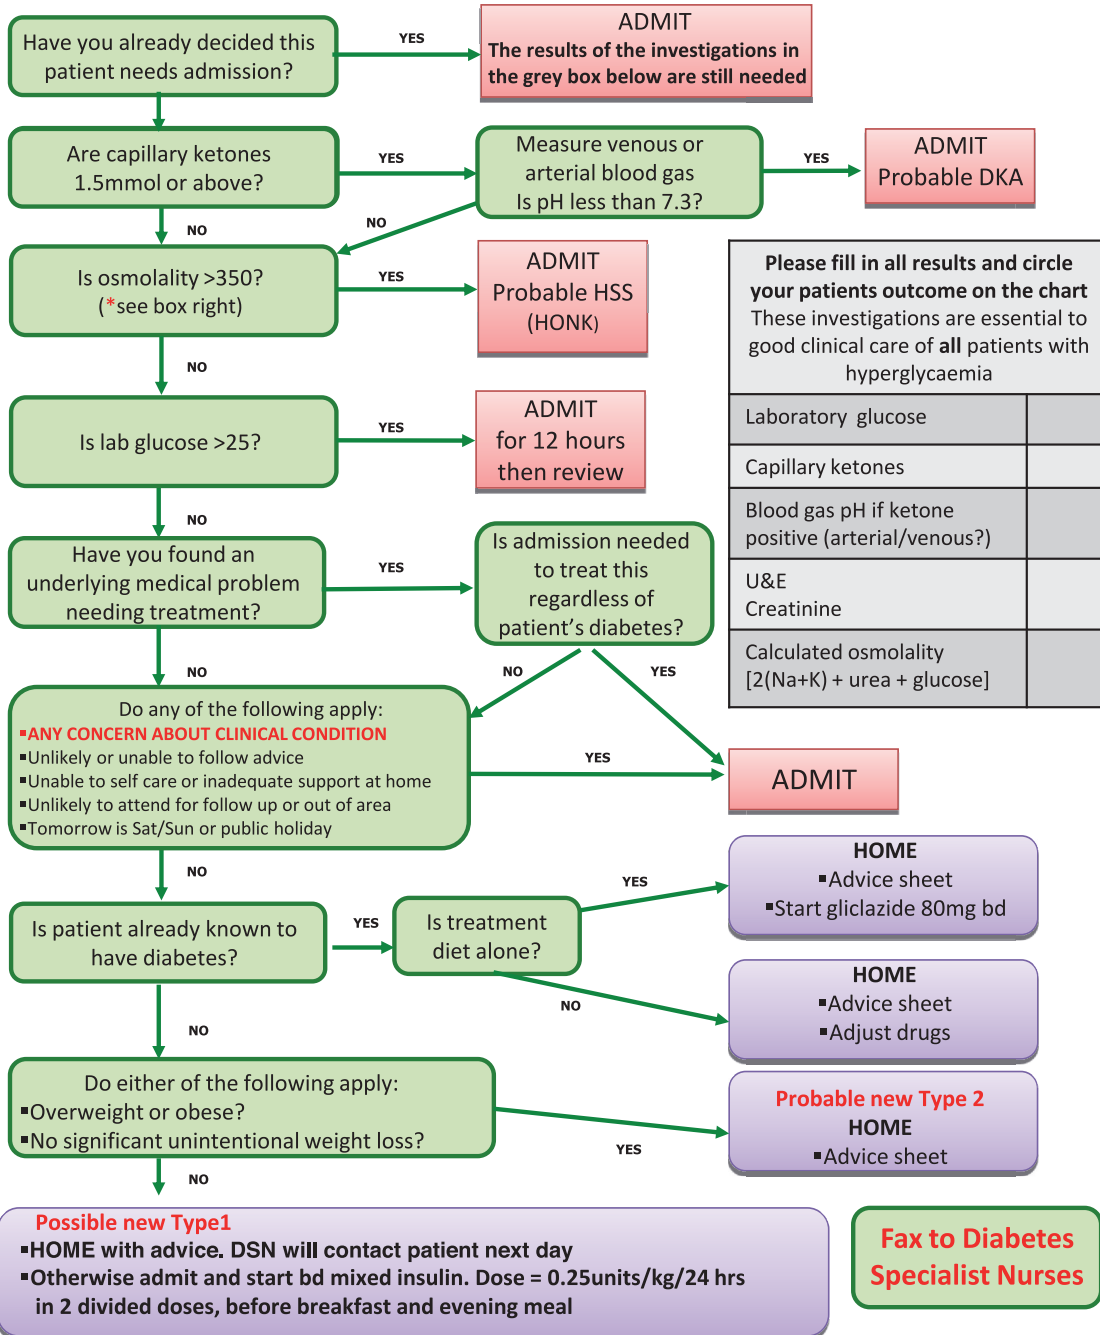 Have you already decided this
patient needs admission?
YES
ADMIT
The results of the investigations in
the grey box below are still needed
Are capillary ketones
1.5mmol or above?
YES
Measure venous or
arterial blood gas
Is pH less than 7.3?
YES
ADMIT
Probable DKA
NO
NO
Is osmolality >350?
(*see box right)
YES
ADMIT
Probable HSS
(HONK)
NO
Please fill in all results and circle
your patients outcome on the chart
These investigations are essential to
good clinical care of all patients with
hyperglycaemia
Laboratory glucose
Capillary ketones
Blood gas pH if ketone
positive (arterial/venous?)
U&E
Creatinine
Calculated osmolality
[2(Na+K) + urea + glucose]
Is lab glucose >25?
YES
ADMIT
for 12 hours
then review
NO
Have you found an
underlying medical problem
needing treatment?
YES
Is admission needed
to treat this
regardless of
patient's diabetes?
NO
NO
YES
Do any of the following apply:
▪ANY CONCERN ABOUT CLINICAL CONDITION
▪Unlikely or unable to follow advice
▪Unable to self care or inadequate support at home
▪Unlikely to attend for follow up or out of area
▪Tomorrow is Sat/Sun or public holiday
YES
ADMIT
NO
Is patient already known to
have diabetes?
YES
Is treatment
diet alone?
YES
HOME
▪Advice sheet
▪Start gliclazide 80mg bd
NO
HOME
▪Advice sheet
▪Adjust drugs
NO
Do either of the following apply:
▪Overweight or obese?
▪No significant unintentional weight loss?
YES
Probable new Type 2
HOME
▪Advice sheet
NO
Possible new Type1
▪HOME with advice. DSN will contact patient next day
▪Otherwise admit and start bd mixed insulin. Dose = 0.25units/kg/24 hrs
in 2 divided doses, before breakfast and evening meal
Fax to Diabetes
Specialist Nurses